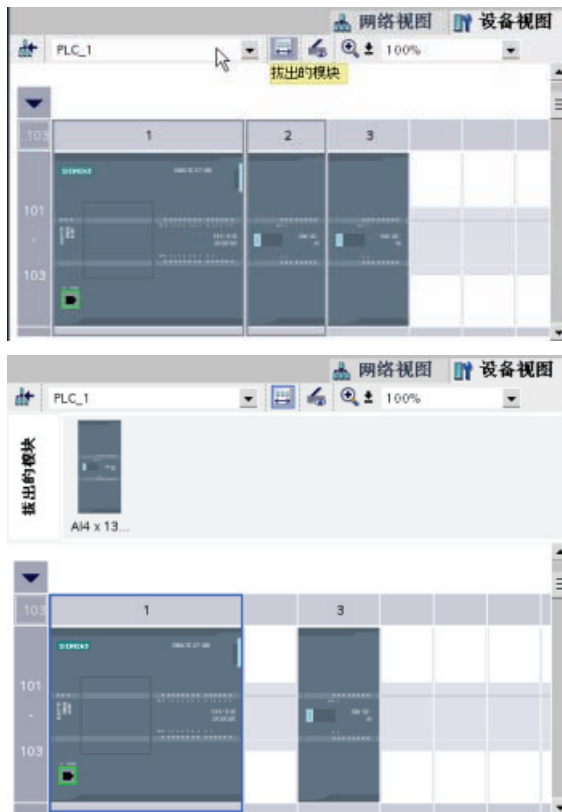 网络视图 设备视图
PLC_1 100%
拔出的模块
..103 1 2 3
SIEMENS
101
-
103
网络视图 设备视图
PLC_1 100%
拔出的模块
AI4 x 13...
..103 1 3
SIEMENS
101
-
103